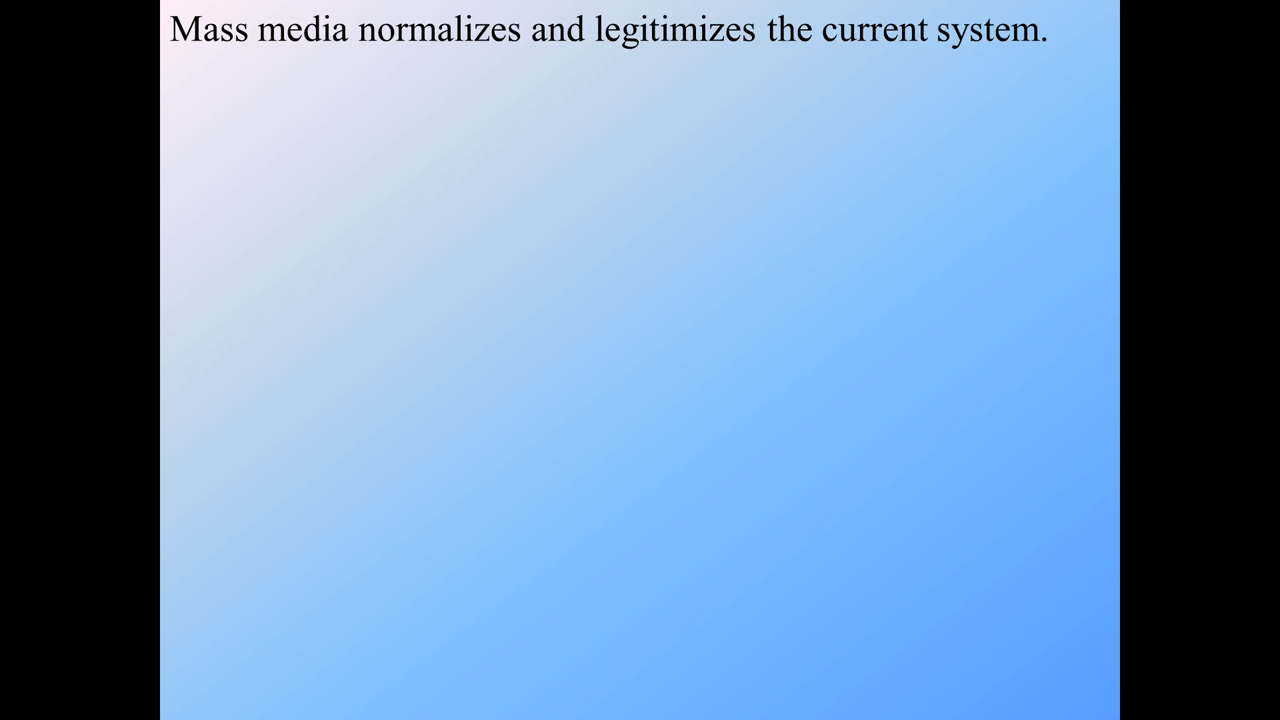 Mass media normalizes and legitimizes the current system.